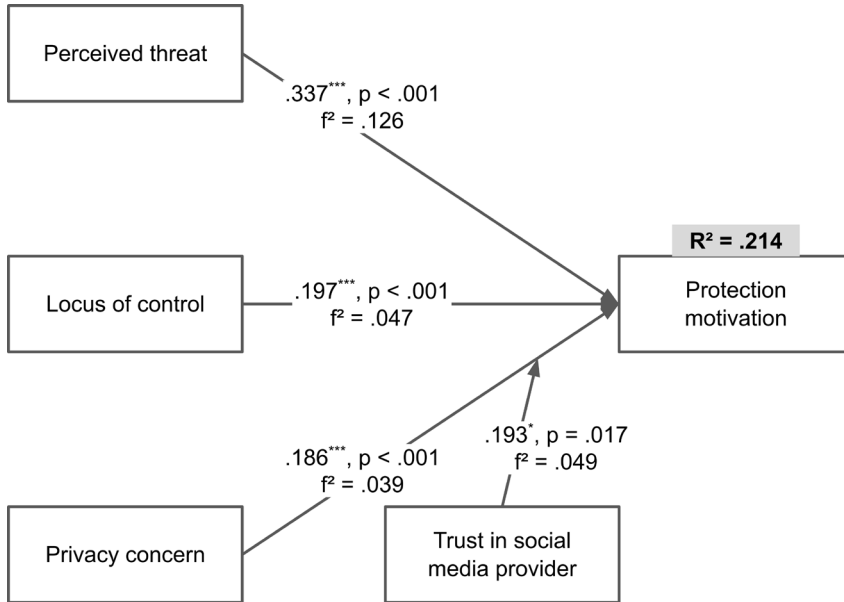 Perceived threat
.337***, p < .001
f² = .126
R² = .214
Locus of control
.197***, p < .001
f² = .047
Protection
motivation
.186***, p < .001
f² = .039
.193*, p = .017
f² = .049
Privacy concern
Trust in social
media provider